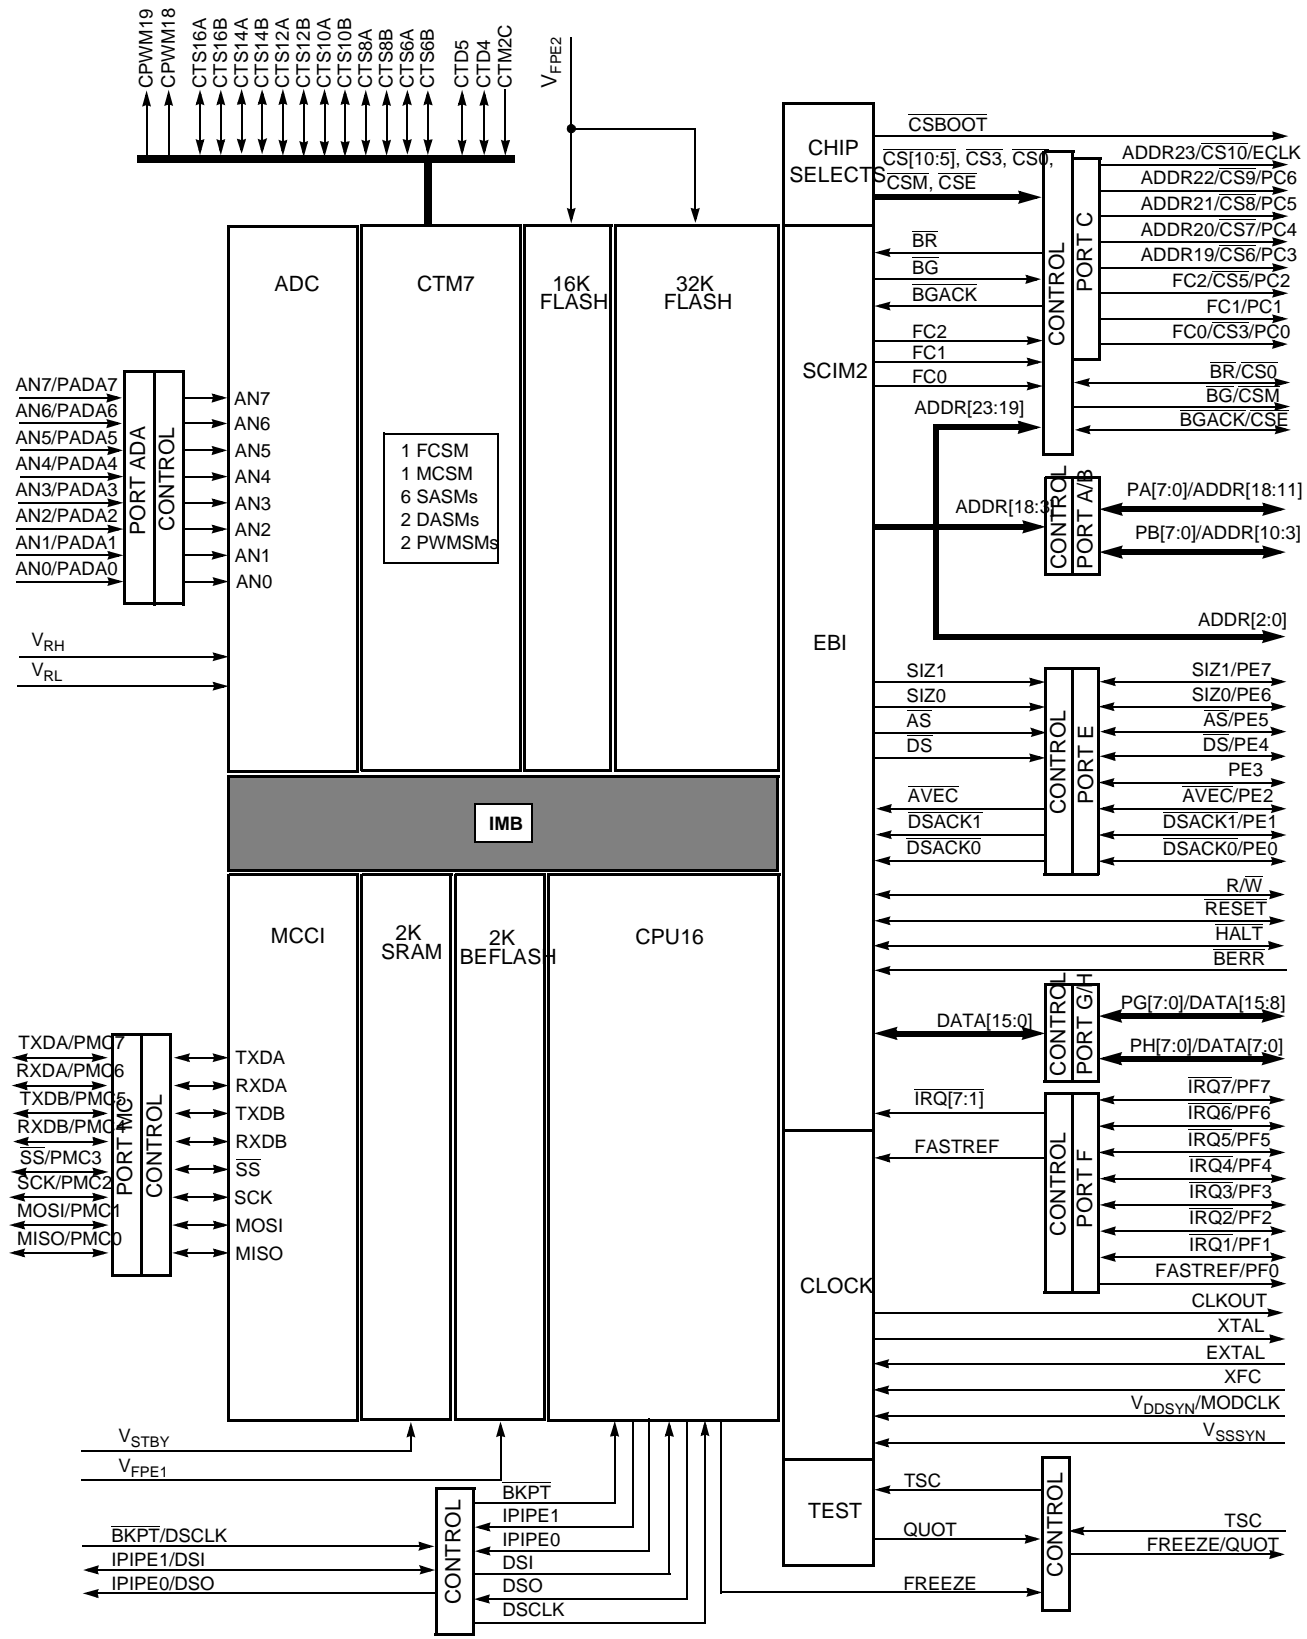 CPWM19
CPWM18
CTS16A
CTS16B
CTS14A
CTS14B
CTS12A
CTS12B
CTS10A
CTS10B
CTS8A
CTS8B
CTS6A
CTS6B
CTD5
CTD4
CTM2C
VFPE2
CHIP
SELECTS
CSBOOT
CS[10:5], CS3, CS0,
CSM, CSE
BR
BG
BGACK
FC2
FC1
FC0
ADDR[23:19]
CONTROL
PORT C
ADDR23/CS10/ECLK
ADDR22/CS9/PC6
ADDR21/CS8/PC5
ADDR20/CS7/PC4
ADDR19/CS6/PC3
FC2/CS5/PC2
FC1/PC1
FC0/CS3/PC0
BR/CS0
BG/CSM
BGACK/CSE
ADC
CTM7
16K
FLASH
32K
FLASH
SCIM2
1 FCSM
1 MCSM
6 SASMs
2 DASMs
2 PWMSMs
AN7/PADA7
AN6/PADA6
AN5/PADA5
AN4/PADA4
AN3/PADA3
AN2/PADA2
AN1/PADA1
AN0/PADA0
PORT ADA
CONTROL
AN7
AN6
AN5
AN4
AN3
AN2
AN1
AN0
VRH
VRL
ADDR[18:3]
CONTROL
PORT A/B
PA[7:0]/ADDR[18:11]
PB[7:0]/ADDR[10:3]
ADDR[2:0]
EBI
SIZ1
SIZ0
AS
DS
AVEC
DSACK1
DSACK0
CONTROL
PORT E
SIZ1/PE7
SIZ0/PE6
AS/PE5
DS/PE4
PE3
AVEC/PE2
DSACK1/PE1
DSACK0/PE0
IMB
R/W
RESET
HALT
BERR
MCCI
2K
SRAM
2K
BEFLASH
CPU16
DATA[15:0]
CONTROL
PORT G/H
PG[7:0]/DATA[15:8]
PH[7:0]/DATA[7:0]
TXDA/PMC7
RXDA/PMC6
TXDB/PMC5
RXDB/PMC4
SS/PMC3
SCK/PMC2
MOSI/PMC1
MISO/PMC0
PORT MC
CONTROL
TXDA
RXDA
TXDB
RXDB
SS
SCK
MOSI
MISO
IRQ[7:1]
FASTREF
CONTROL
PORT F
IRQ7/PF7
IRQ6/PF6
IRQ5/PF5
IRQ4/PF4
IRQ3/PF3
IRQ2/PF2
IRQ1/PF1
FASTREF/PF0
CLOCK
CLKOUT
XTAL
EXTAL
XFC
VDDSYN/MODCLK
VSSSYN
VSTBY
VFPE1
BKPT/DSCLK
IPIPE1/DSI
IPIPE0/DSO
CONTROL
BKPT
IPIPE1
IPIPE0
DSI
DSO
DSCLK
TEST
TSC
QUOT
FREEZE
CONTROL
TSC
FREEZE/QUOT